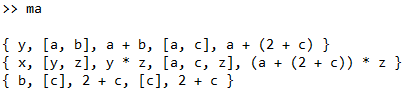 >> ma
{ y, [a, b], a + b, [a, c], a + (2 + c) }
{ x, [y, z], y * z, [a, c, z], (a + (2 + c)) * z }
{ b, [c], 2 + c, [c], 2 + c }